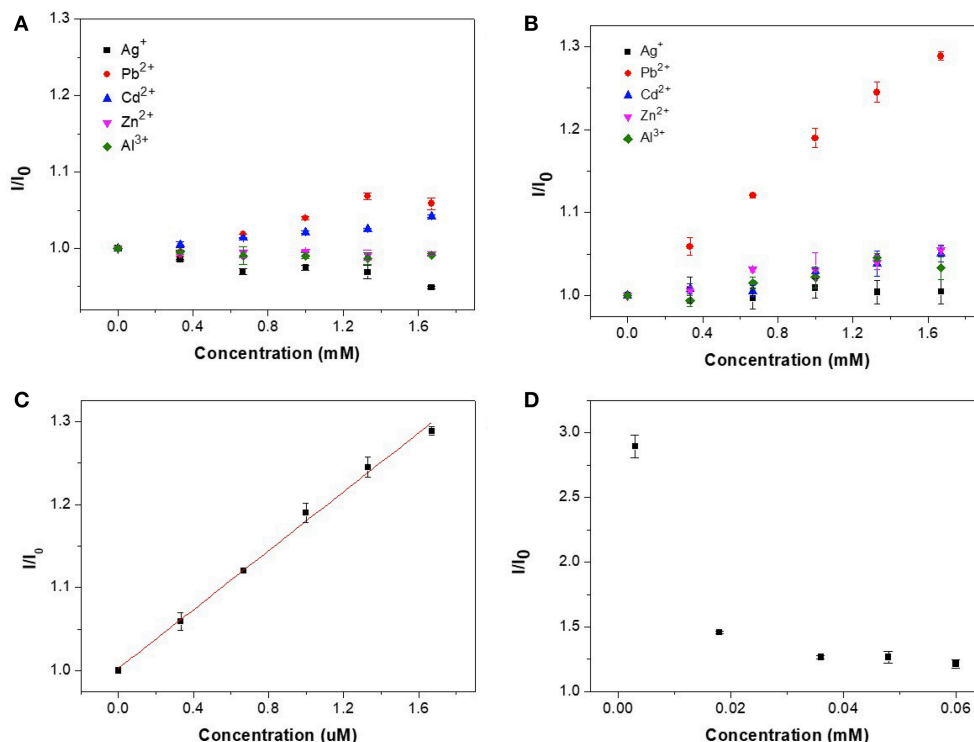 A
1.3
1.2
1.1
1.0
I/I₀
Ag⁺
Pb²⁺
Cd²⁺
Zn²⁺
Al³⁺
0.0 0.4 0.8 1.2 1.6
Concentration (mM)
B
1.3
1.2
1.1
1.0
I/I₀
Ag⁺
Pb²⁺
Cd²⁺
Zn²⁺
Al³⁺
0.0 0.4 0.8 1.2 1.6
Concentration (mM)
C
1.3
1.2
1.1
1.0
I/I₀
0.0 0.4 0.8 1.2 1.6
Concentration (uM)
D
3.0
2.5
2.0
1.5
1.0
I/I₀
0.00 0.02 0.04 0.06
Concentration (mM)